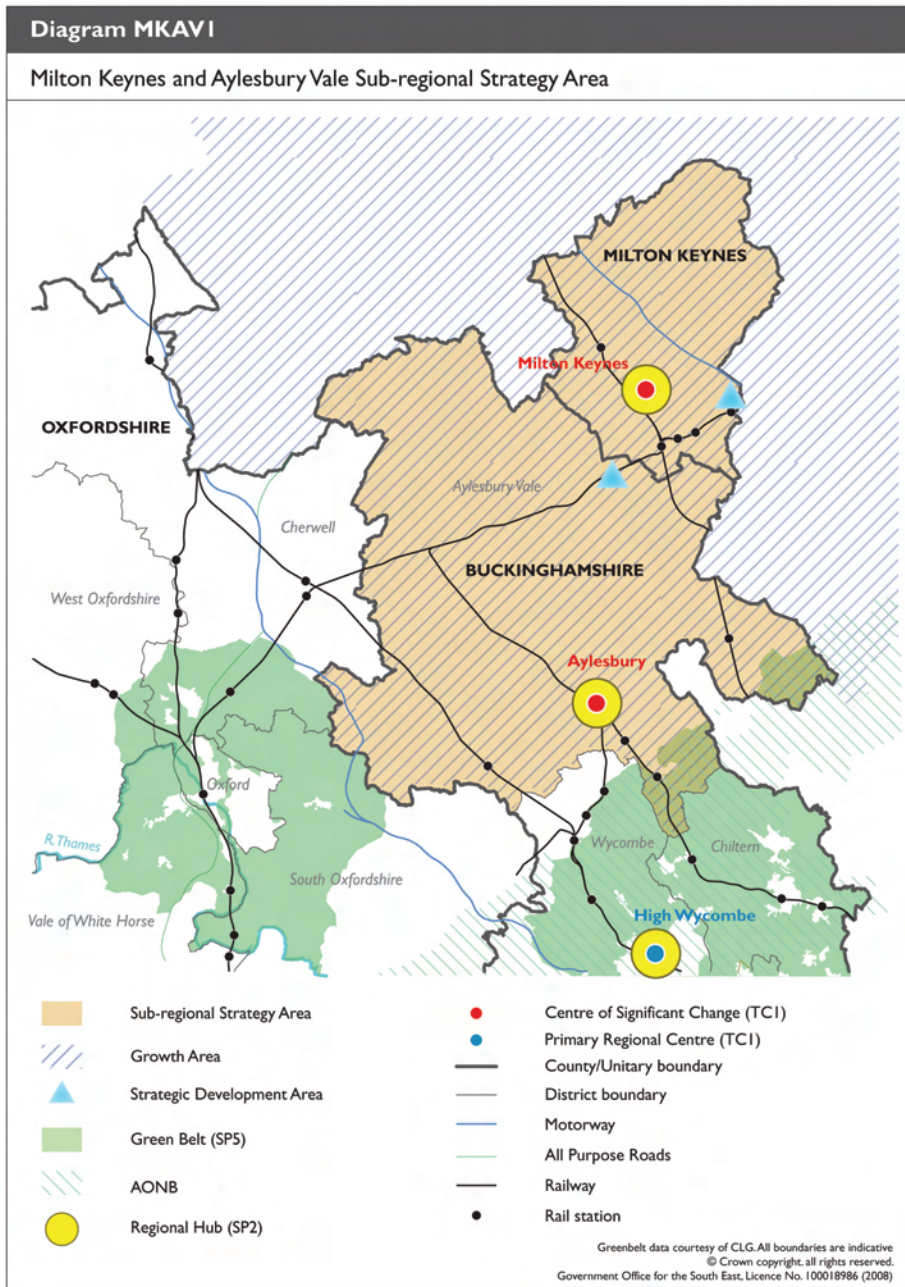 Diagram MKAV1
Milton Keynes and Aylesbury Vale Sub-regional Strategy Area
MILTON KEYNES
Milton Keynes
OXFORDSHIRE
Aylesbury Vale
Cherwell
BUCKINGHAMSHIRE
West Oxfordshire
Aylesbury
Oxford
R. Thames
Wycombe
Chiltern
South Oxfordshire
Vale of White Horse
High Wycombe
Sub-regional Strategy Area
Growth Area
Strategic Development Area
Green Belt (SP5)
AONB
Regional Hub (SP2)
Centre of Significant Change (TC1)
Primary Regional Centre (TC1)
County/Unitary boundary
District boundary
Motorway
All Purpose Roads
Railway
Rail station
Greenbelt data courtesy of CLG. All boundaries are indicative
© Crown copyright. all rights reserved.
Government Office for the South East, Licence No. 100018986 (2008)